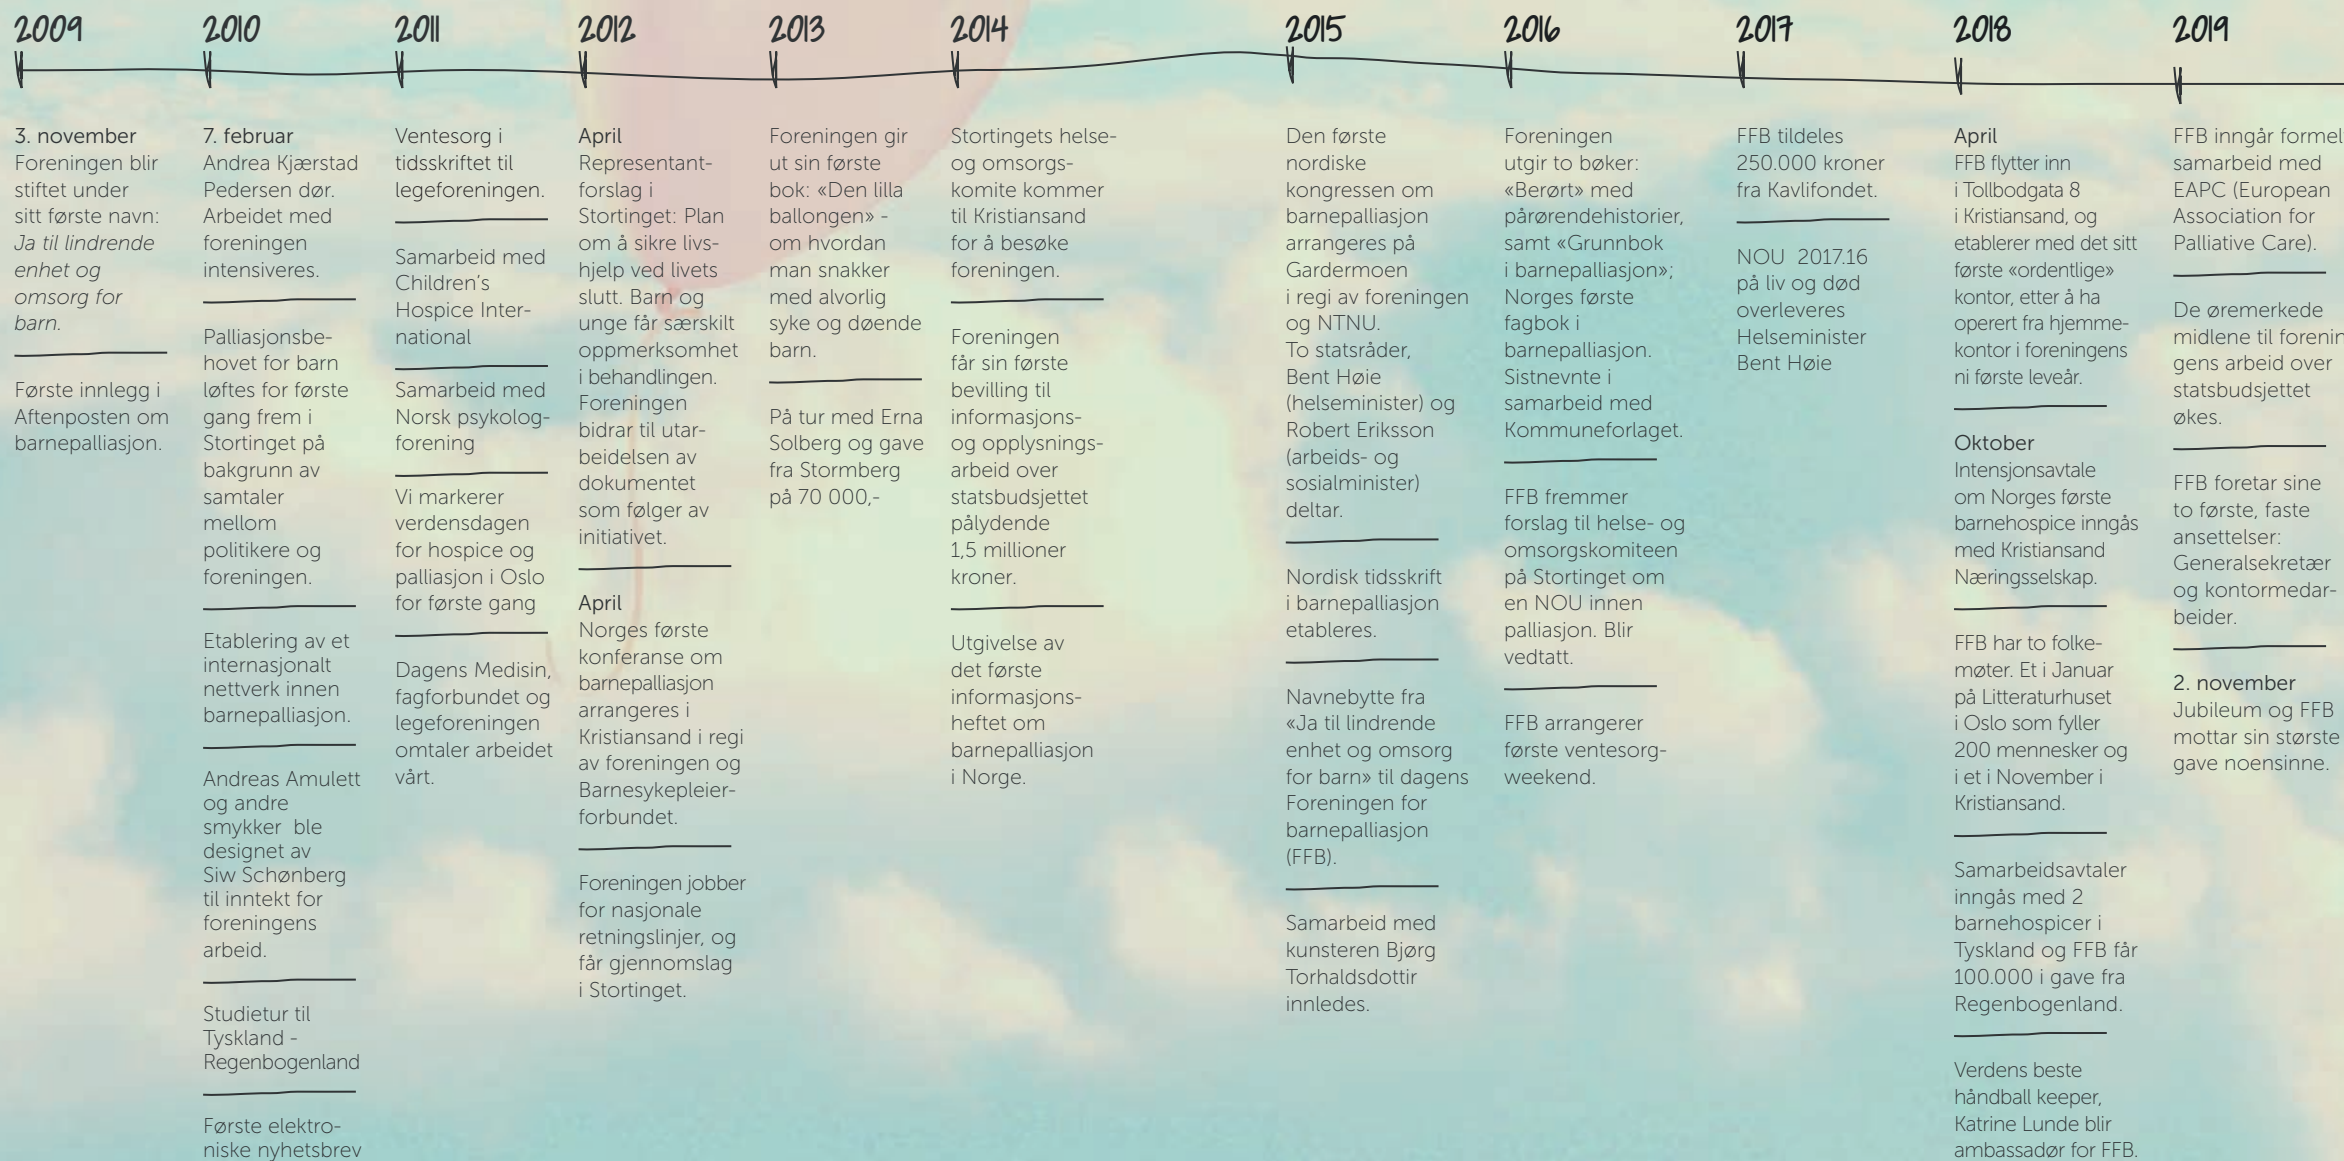 2009
3. november
Foreningen blir
stiftet under
sitt første navn:
Ja til lindrende
enhet og
omsorg for
barn.
Første innlegg i
Aftenposten om
barnepalliasjon.
2010
7. februar
Andrea Kjærstad
Pedersen dør.
Arbeidet med
foreningen
intensiveres.
Palliasjonsbe-
hovet for barn
løftes for første
gang frem i
Stortinget på
bakgrunn av
samtaler
mellom
politikere og
foreningen.
Etablering av et
internasjonalt
nettverk innen
barnepalliasjon.
Andreas Amulett
og andre
smykker  ble
designet av
Siw Schønberg
til inntekt for
foreningens
arbeid.
Studietur til
Tyskland -
Regenbogenland
Første elektro-
niske nyhetsbrev
2011
Ventesorg i
tidsskriftet til
legeforeningen.
Samarbeid med
Children’s
Hospice Inter-
national
Samarbeid med
Norsk psykolog-
forening
Vi markerer
verdensdagen
for hospice og
palliasjon i Oslo
for første gang
Dagens Medisin,
fagforbundet og
legeforeningen
omtaler arbeidet
vårt.
2012
April
Representant-
forslag i
Stortinget: Plan
om å sikre livs-
hjelp ved livets
slutt. Barn og
unge får særskilt
oppmerksomhet
i behandlingen.
Foreningen
bidrar til utar-
beidelsen av
dokumentet
som følger av
initiativet.
April
Norges første
konferanse om
barnepalliasjon
arrangeres i
Kristiansand i regi
av foreningen og
Barnesykepleier-
forbundet.
Foreningen jobber
for nasjonale
retningslinjer, og
får gjennomslag
i Stortinget.
2013
Foreningen gir
ut sin første
bok: «Den lilla
ballongen» -
om hvordan
man snakker
med alvorlig
syke og døende
barn.
På tur med Erna
Solberg og gave
fra Stormberg
på 70 000,-
2014
Stortingets helse-
og omsorgs-
komite kommer
til Kristiansand
for å besøke
foreningen.
Foreningen
får sin første
bevilling til
informasjons-
og opplysnings-
arbeid over
statsbudsjettet
pålydende
1,5 millioner
kroner.
Utgivelse av
det første
informasjons-
heftet om
barnepalliasjon
i Norge.
2015
Den første
nordiske
kongressen om
barnepalliasjon
arrangeres på
Gardermoen
i regi av foreningen
og NTNU.
To statsråder,
Bent Høie
(helseminister) og
Robert Eriksson
(arbeids- og
sosialminister)
deltar.
Nordisk tidsskrift
i barnepalliasjon
etableres.
Navnebytte fra
«Ja til lindrende
enhet og omsorg
for barn» til dagens
Foreningen for
barnepalliasjon
(FFB).
Samarbeid med
kunsteren Bjørg
Torhaldsdottir
innledes.
2016
Foreningen
utgir to bøker:
«Berørt» med
pårørendehistorier,
samt «Grunnbok
i barnepalliasjon»;
Norges første
fagbok i
barnepalliasjon.
Sistnevnte i
samarbeid med
Kommuneforlaget.
FFB fremmer
forslag til helse- og
omsorgskomiteen
på Stortinget om
en NOU innen
palliasjon. Blir
vedtatt.
FFB arrangerer
første ventesorg-
weekend.
2017
FFB tildeles
250.000 kroner
fra Kavlifondet.
NOU  2017.16
på liv og død
overleveres
Helseminister
Bent Høie
2018
April
FFB flytter inn
i Tollbodgata 8
i Kristiansand, og
etablerer med det sitt
første «ordentlige»
kontor, etter å ha
operert fra hjemme-
kontor i foreningens
ni første leveår.
Oktober
Intensjonsavtale
om Norges første
barnehospice inngås
med Kristiansand
Næringsselskap.
FFB har to folke-
møter. Et i Januar
på Litteraturhuset
i Oslo som fyller
200 mennesker og
i et i November i
Kristiansand.
Samarbeidsavtaler
inngås med 2
barnehospicer i
Tyskland og FFB får
100.000 i gave fra
Regenbogenland.
Verdens beste
håndball keeper,
Katrine Lunde blir
ambassadør for FFB.
2019
FFB inngår formel
samarbeid med
EAPC (European
Association for
Palliative Care).
De øremerkede
midlene til forenin
gens arbeid over
statsbudsjettet
økes.
FFB foretar sine
to første, faste
ansettelser:
Generalsekretær
og kontormedar-
beider.
2. november
Jubileum og FFB
mottar sin største
gave noensinne.